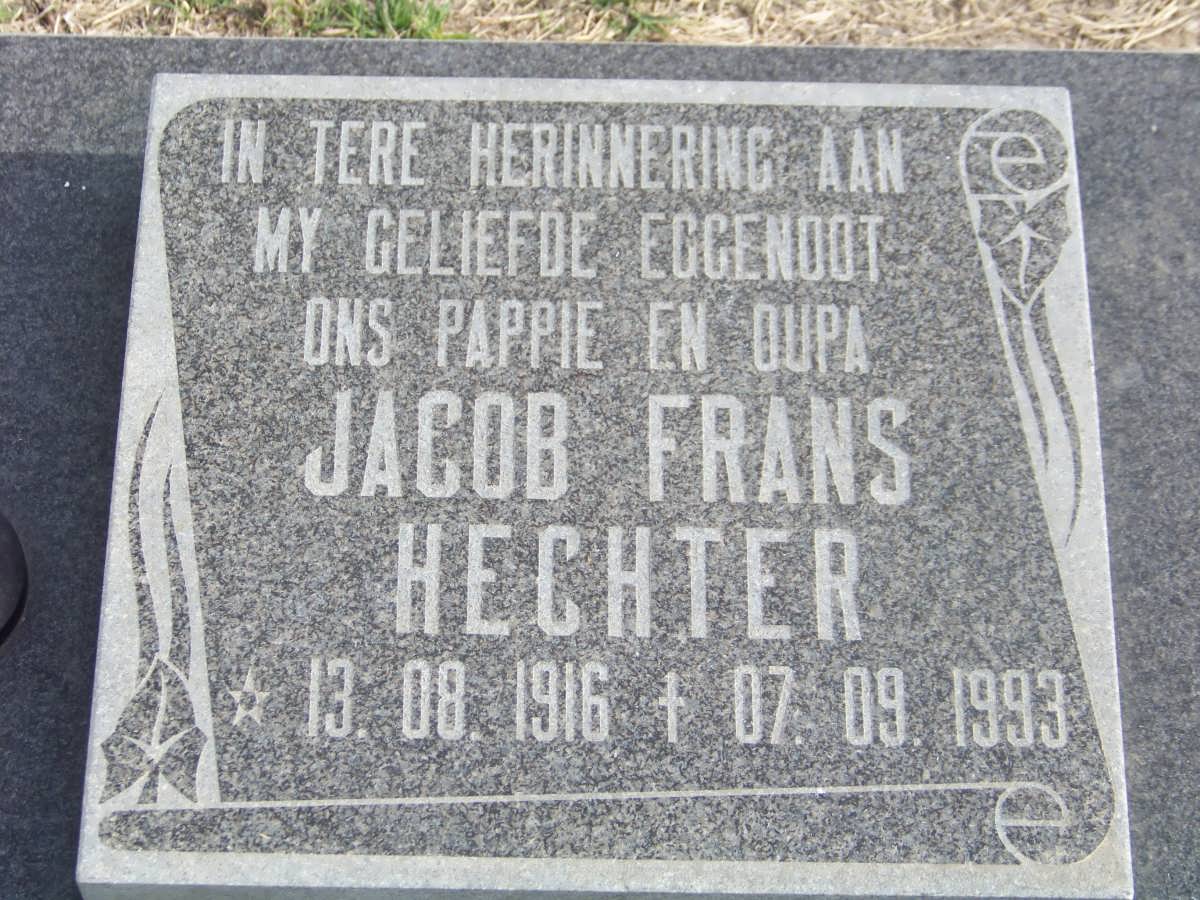 IN TERE HERINNERING AAN
MY GELIEFDE EGGENOOT
ONS PAPPIE EN OUPA
JACOB FRANS
HECHTER
☆ 13. 08. 1916 † 07. 09. 1993